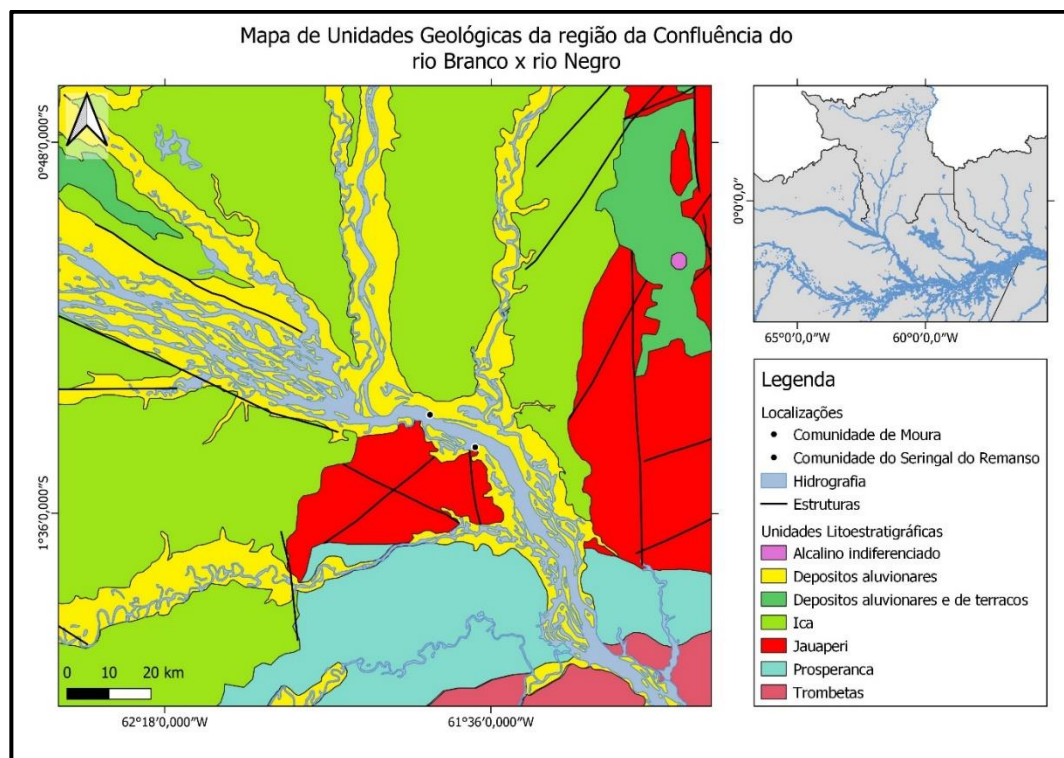 Mapa de Unidades Geológicas da região da Confluência do
rio Branco x rio Negro
0°48'0,000"S
1°36'0,000"S
0 10 20 km
62°18'0,000"W
61°36'0,000"W
0°0'0,0"
65°0'0,0"W
60°0'0,0"W
Legenda
Localizações
Comunidade de Moura
Comunidade do Seringal do Remanso
Hidrografia
Estruturas
Unidades Litoestratigráficas
Alcalino indiferenciado
Depositos aluvionares
Depositos aluvionares e de terracos
Ica
Jauaperi
Prosperanca
Trombetas